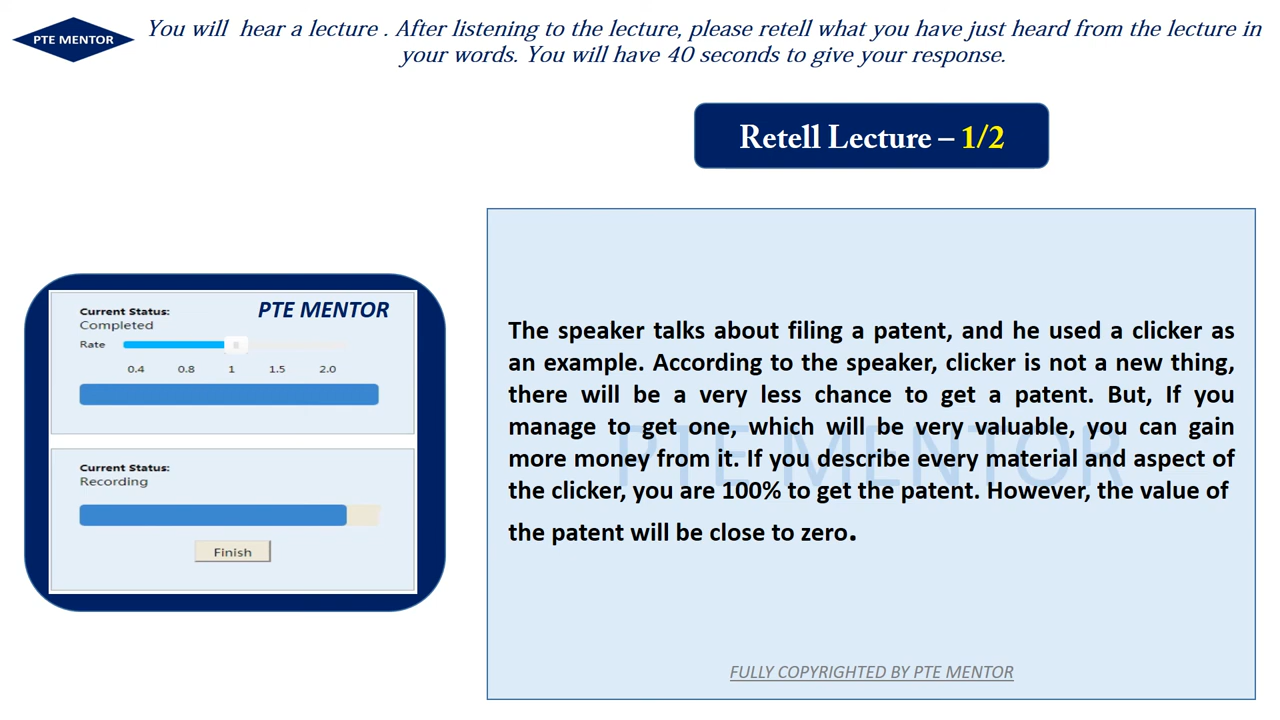 PTE MENTOR
You will hear a lecture . After listening to the lecture, please retell what you have just heard from the lecture in
your words. You will have 40 seconds to give your response.
Retell Lecture – 1/2
Current Status:
PTE MENTOR
Completed
Rate
0.4 0.8 1 1.5 2.0
Current Status:
Recording
Finish
The speaker talks about filing a patent, and he used a clicker as
an example. According to the speaker, clicker is not a new thing,
there will be a very less chance to get a patent. But, If you
manage to get one, which will be very valuable, you can gain
more money from it. If you describe every material and aspect of
the clicker, you are 100% to get the patent. However, the value of
the patent will be close to zero.
PTE MENTOR
FULLY COPYRIGHTED BY PTE MENTOR